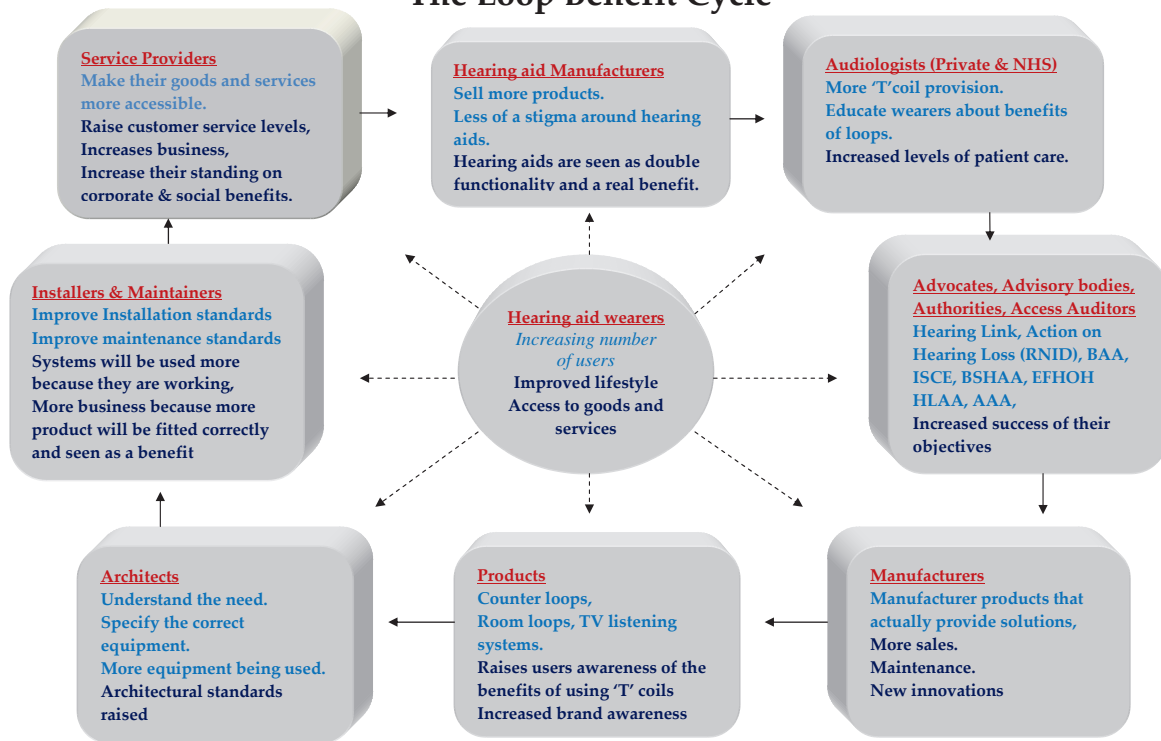 The Loop Benefit Cycle
Service Providers
Make their goods and services
more accessible.
Raise customer service levels,
Increases business,
Increase their standing on
corporate & social benefits.
Hearing aid Manufacturers
Sell more products.
Less of a stigma around hearing
aids.
Hearing aids are seen as double
functionality and a real benefit.
Audiologists (Private & NHS)
More ‘T’coil provision.
Educate wearers about benefits
of loops.
Increased levels of patient care.
Installers & Maintainers
Improve Installation standards
Improve maintenance standards
Systems will be used more
because they are working,
More business because more
product will be fitted correctly
and seen as a benefit
Hearing aid wearers
Increasing number
of users
Improved lifestyle
Access to goods and
services
Advocates, Advisory bodies,
Authorities, Access Auditors
Hearing Link, Action on
Hearing Loss (RNID), BAA,
ISCE, BSHAA, EFHOH
HLAA, AAA,
Increased success of their
objectives
Architects
Understand the need.
Specify the correct
equipment.
More equipment being used.
Architectural standards
raised
Products
Counter loops,
Room loops, TV listening
systems.
Raises users awareness of the
benefits of using ‘T’ coils
Increased brand awareness
Manufacturers
Manufacturer products that
actually provide solutions,
More sales.
Maintenance.
New innovations